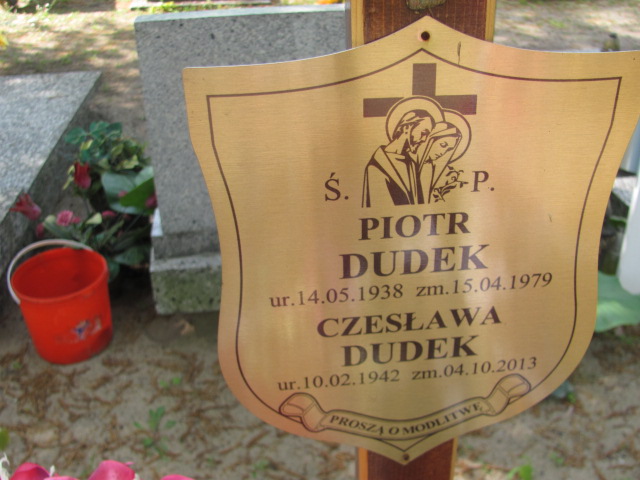 Ś. P.
PIOTR
DUDEK
ur.14.05.1938 zm.15.04.1979
CZESŁAWA
DUDEK
ur.10.02.1942 zm.04.10.2013
PROSZĄ O MODLITWĘ